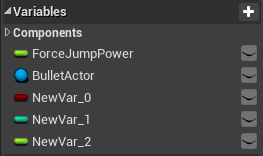 Variables
Components
ForceJumpPower
BulletActor
NewVar_0
NewVar_1
NewVar_2